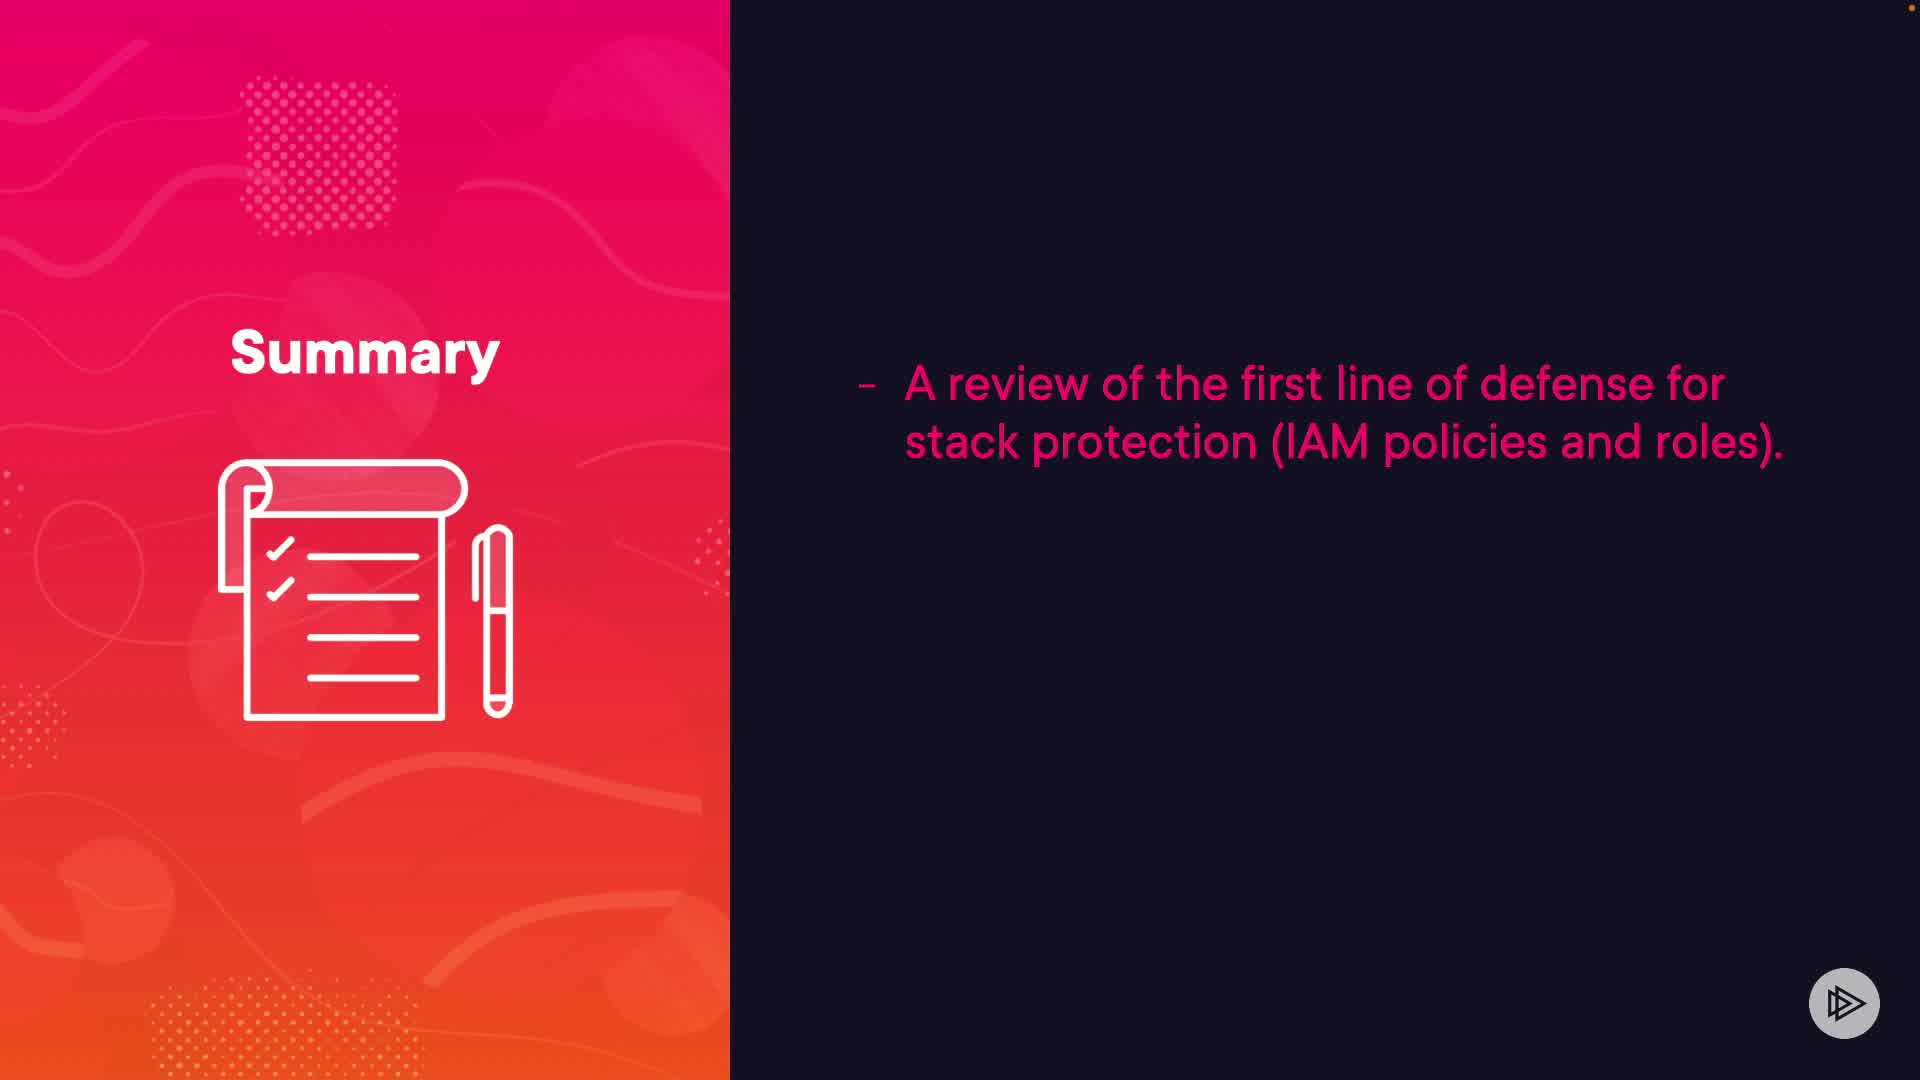 Summary
- A review of the first line of defense for
stack protection (IAM policies and roles).